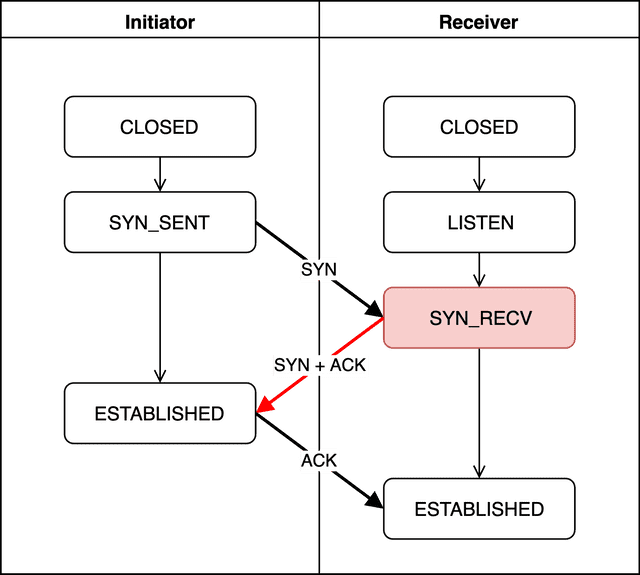 Initiator
Receiver
CLOSED
CLOSED
SYN_SENT
LISTEN
SYN
SYN_RECV
SYN + ACK
ESTABLISHED
ACK
ESTABLISHED